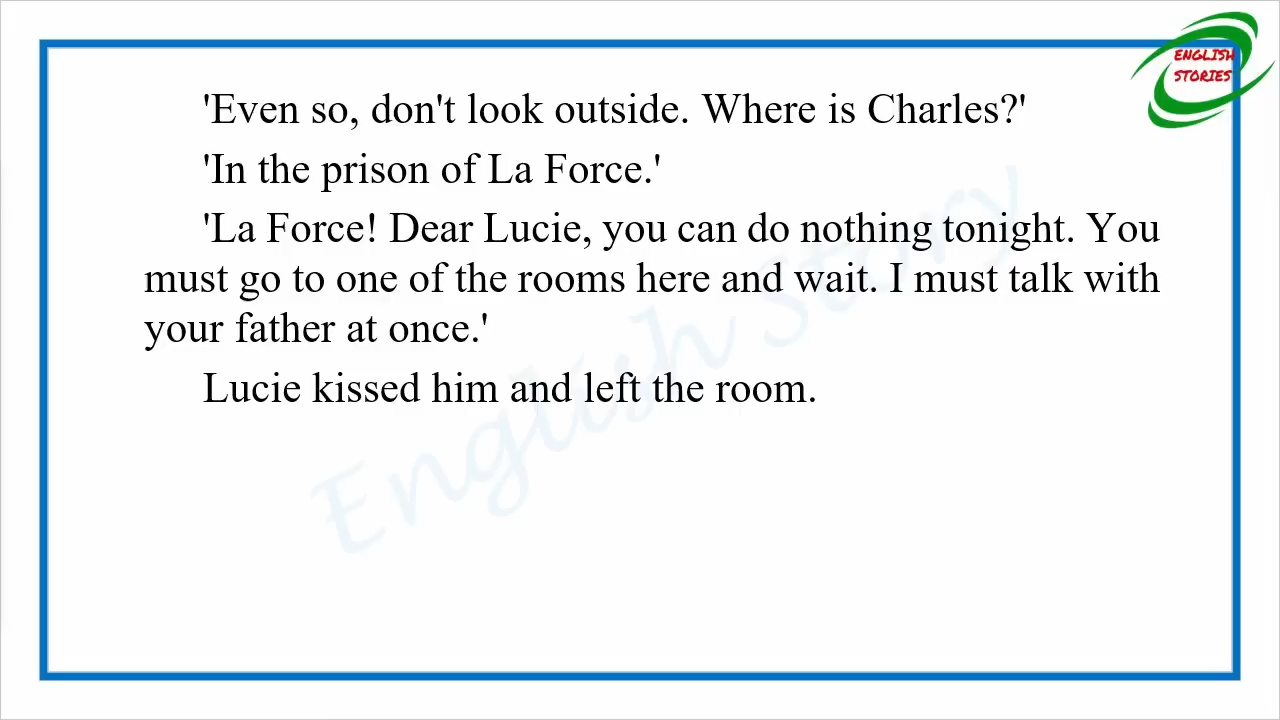 ENGLISH
STORIES
'Even so, don't look outside. Where is Charles?'
'In the prison of La Force.'
'La Force! Dear Lucie, you can do nothing tonight. You
must go to one of the rooms here and wait. I must talk with
your father at once.'
Lucie kissed him and left the room.
English Story